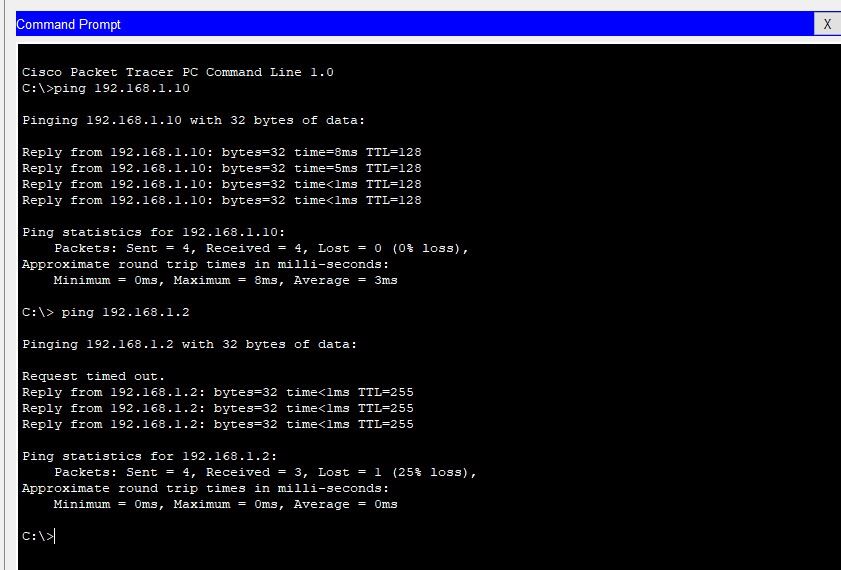 Command Prompt
X
Cisco Packet Tracer PC Command Line 1.0
C:\>ping 192.168.1.10
Pinging 192.168.1.10 with 32 bytes of data:
Reply from 192.168.1.10: bytes=32 time=8ms TTL=128
Reply from 192.168.1.10: bytes=32 time=5ms TTL=128
Reply from 192.168.1.10: bytes=32 time<1ms TTL=128
Reply from 192.168.1.10: bytes=32 time<1ms TTL=128
Ping statistics for 192.168.1.10:
    Packets: Sent = 4, Received = 4, Lost = 0 (0% loss),
Approximate round trip times in milli-seconds:
    Minimum = 0ms, Maximum = 8ms, Average = 3ms
C:\> ping 192.168.1.2
Pinging 192.168.1.2 with 32 bytes of data:
Request timed out.
Reply from 192.168.1.2: bytes=32 time<1ms TTL=255
Reply from 192.168.1.2: bytes=32 time<1ms TTL=255
Reply from 192.168.1.2: bytes=32 time<1ms TTL=255
Ping statistics for 192.168.1.2:
    Packets: Sent = 4, Received = 3, Lost = 1 (25% loss),
Approximate round trip times in milli-seconds:
    Minimum = 0ms, Maximum = 0ms, Average = 0ms
C:\>